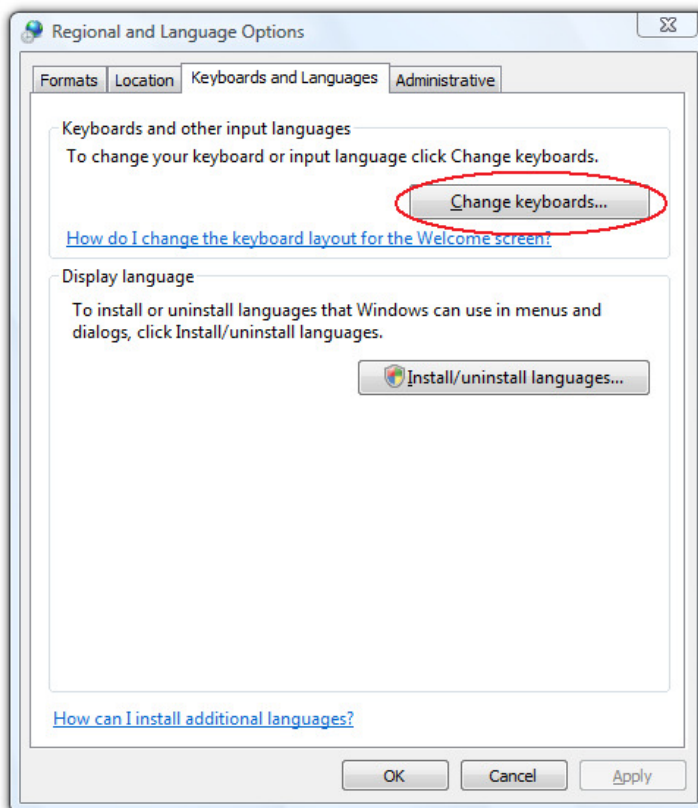 Regional and Language Options
Formats Location Keyboards and Languages Administrative
Keyboards and other input languages
To change your keyboard or input language click Change keyboards.
Change keyboards...
How do I change the keyboard layout for the Welcome screen?
Display language
To install or uninstall languages that Windows can use in menus and
dialogs, click Install/uninstall languages.
Install/uninstall languages...
How can I install additional languages?
OK Cancel Apply